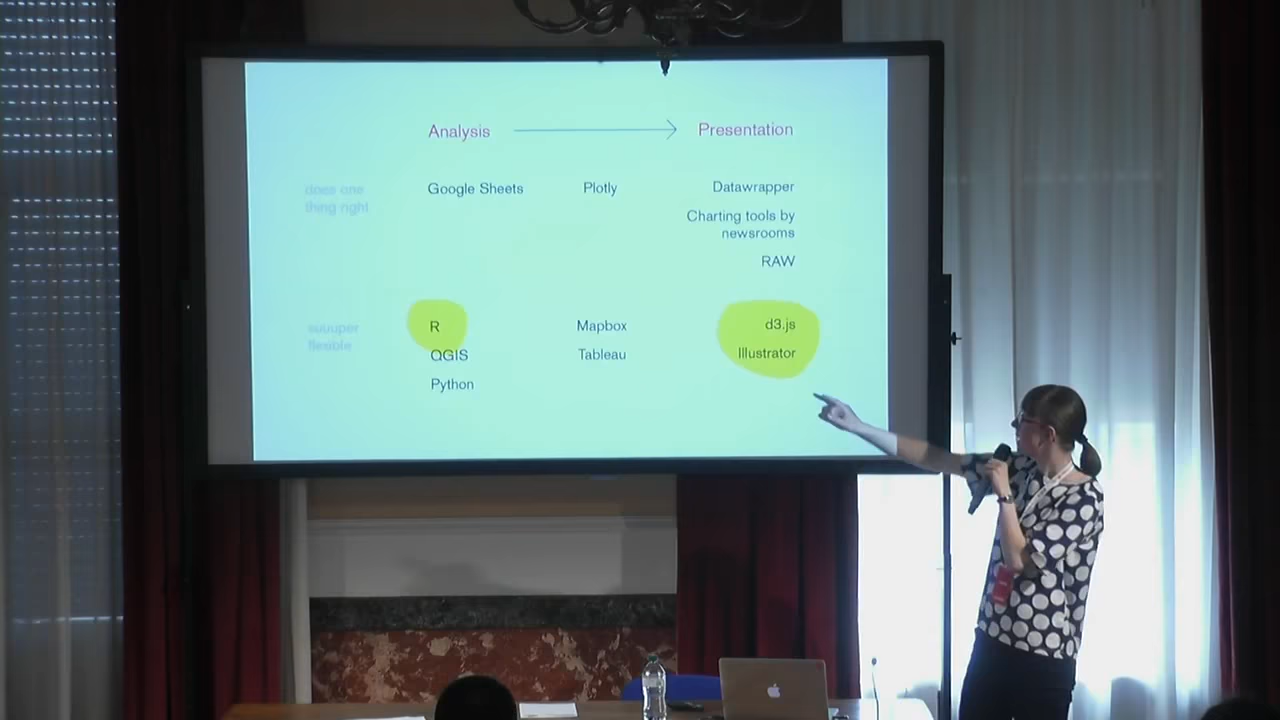 Analysis
Presentation
does one
thing right
Google Sheets
Plotly
Datawrapper
Charting tools by
newsrooms
RAW
suuuper
flexible
R
Mapbox
d3.js
QGIS
Tableau
Illustrator
Python